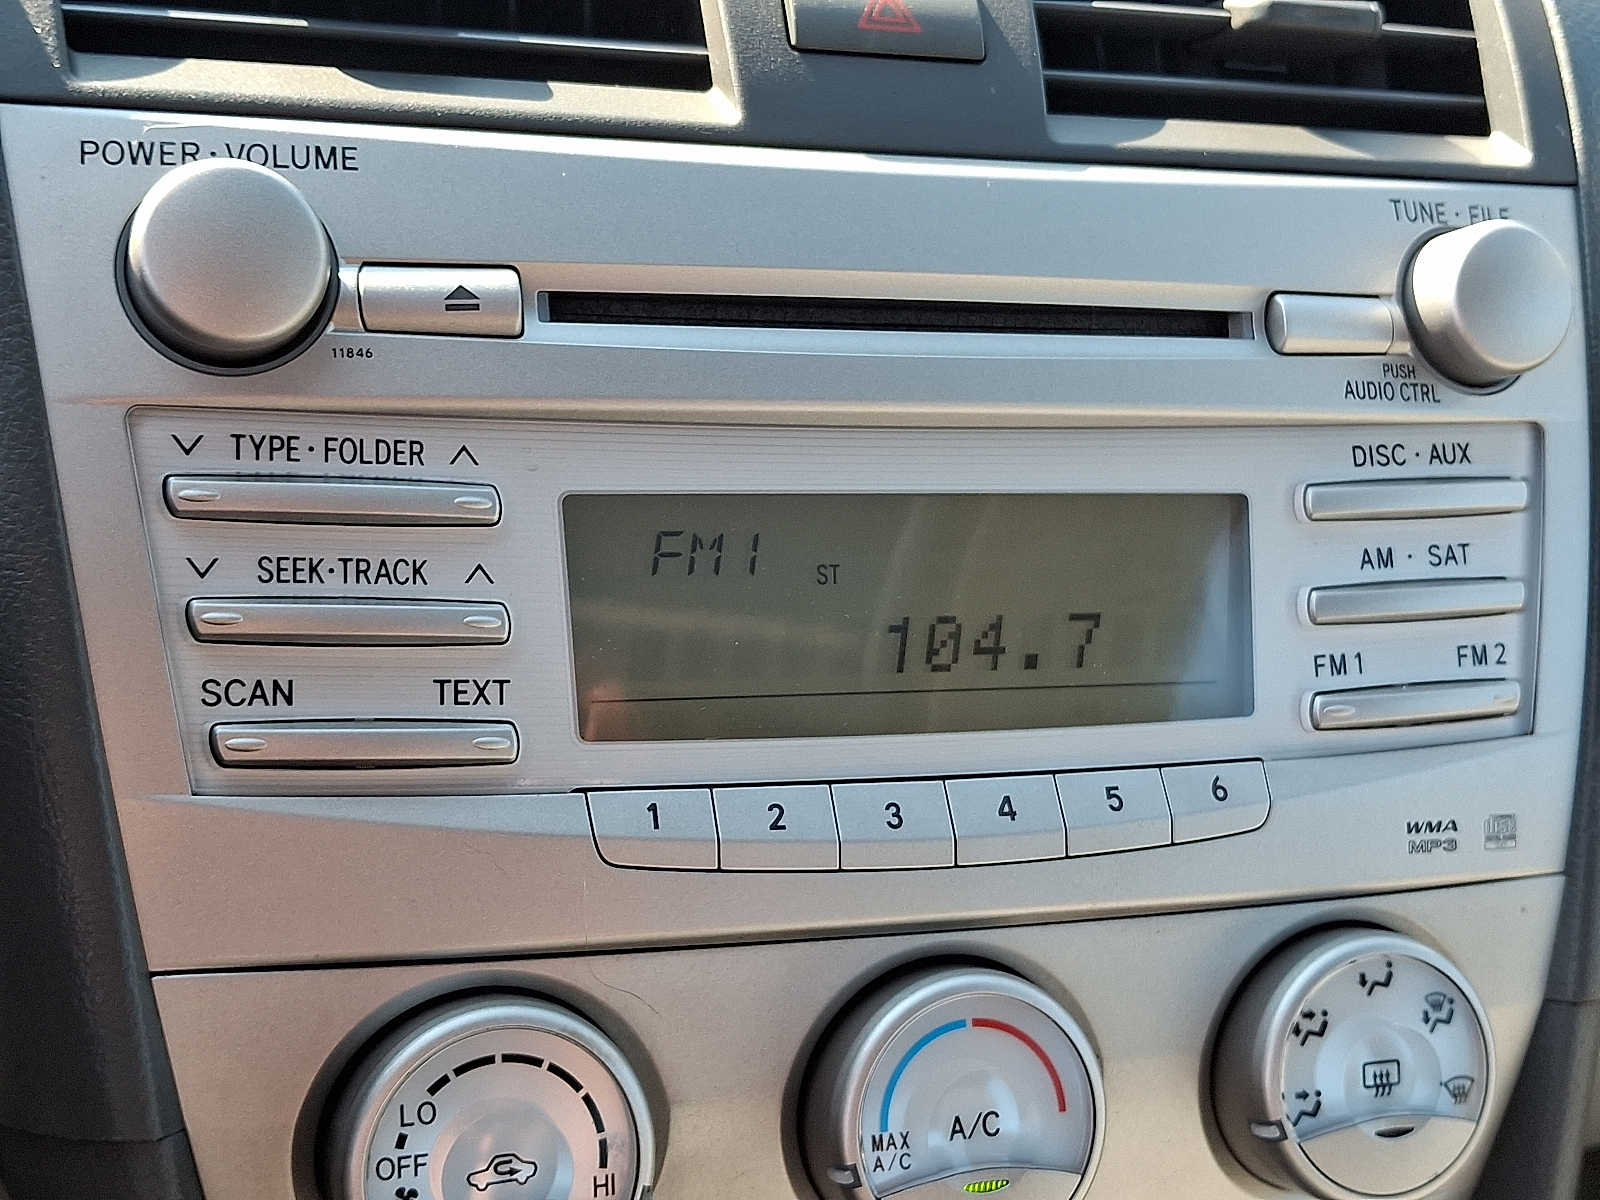 POWER · VOLUME
TUNE · FILE
11846
PUSH
AUDIO CTRL
TYPE · FOLDER
DISC · AUX
FM1
ST
AM · SAT
SEEK · TRACK
104.7
FM1 FM2
SCAN TEXT
1 2 3 4 5 6
WMA
MP3
LO
OFF
HI
A/C
MAX
A/C